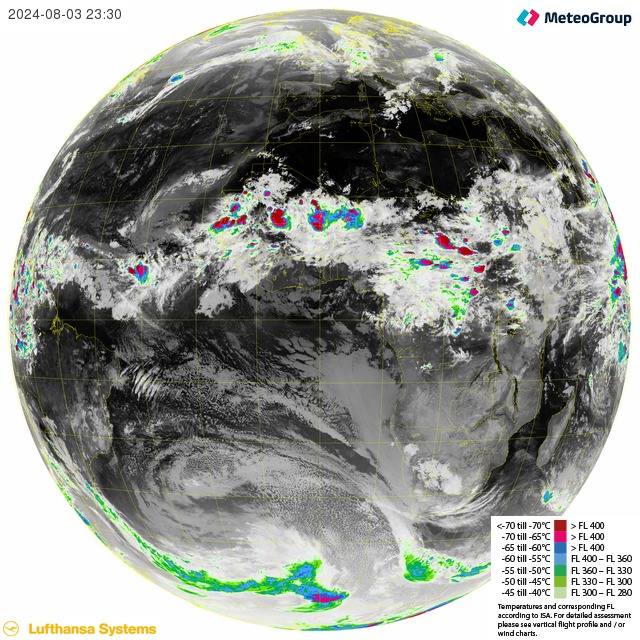 2024-08-03 23:30
MeteoGroup
<-70 till -70°C > FL 400
-70 till -65°C > FL 400
-65 till -60°C > FL 400
-60 till -55°C FL 400 – FL 360
-55 till -50°C FL 360 – FL 330
-50 till -45°C FL 330 – FL 300
-45 till -40°C FL 300 – FL 280
Temperatures and corresponding FL
according to ISA. For detailed assessment
please see vertical flight profile and / or
wind charts.
Lufthansa Systems